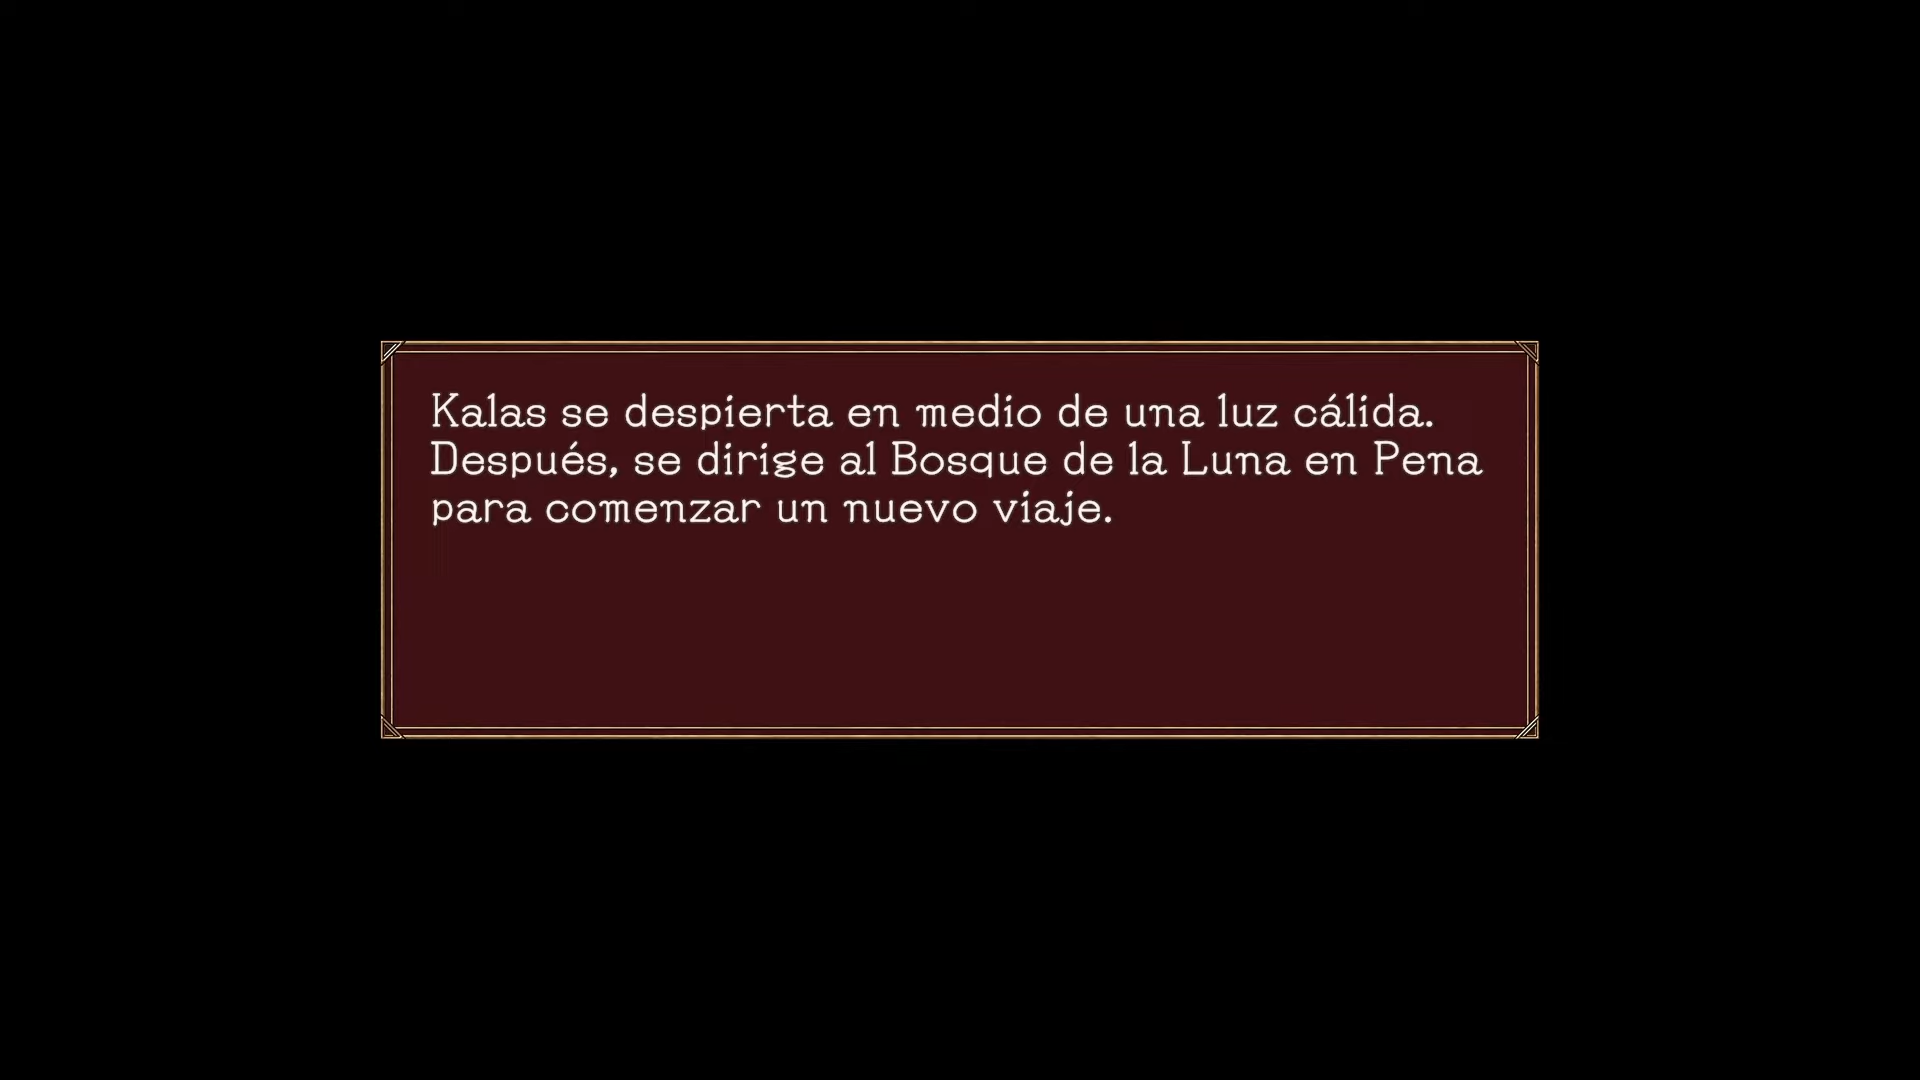 Kalas se despierta en medio de una luz cálida.
Después, se dirige al Bosque de la Luna en Pena
para comenzar un nuevo viaje.